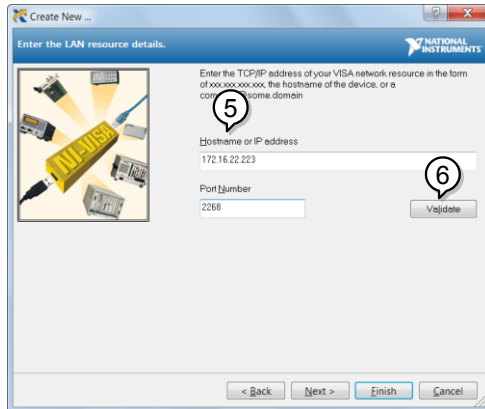 Create New ...
Enter the LAN resource details.
NATIONAL
INSTRUMENTS
NI-VISA
Enter the TCP/IP address of your VISA network resource in the form
of xxx.xxx.xxx.xxx, the hostname of the device, or a
some.domain
5
Hostname or IP address
172.16.22.223
6
Port Number
2268
Validate
< Back
Next >
Finish
Cancel